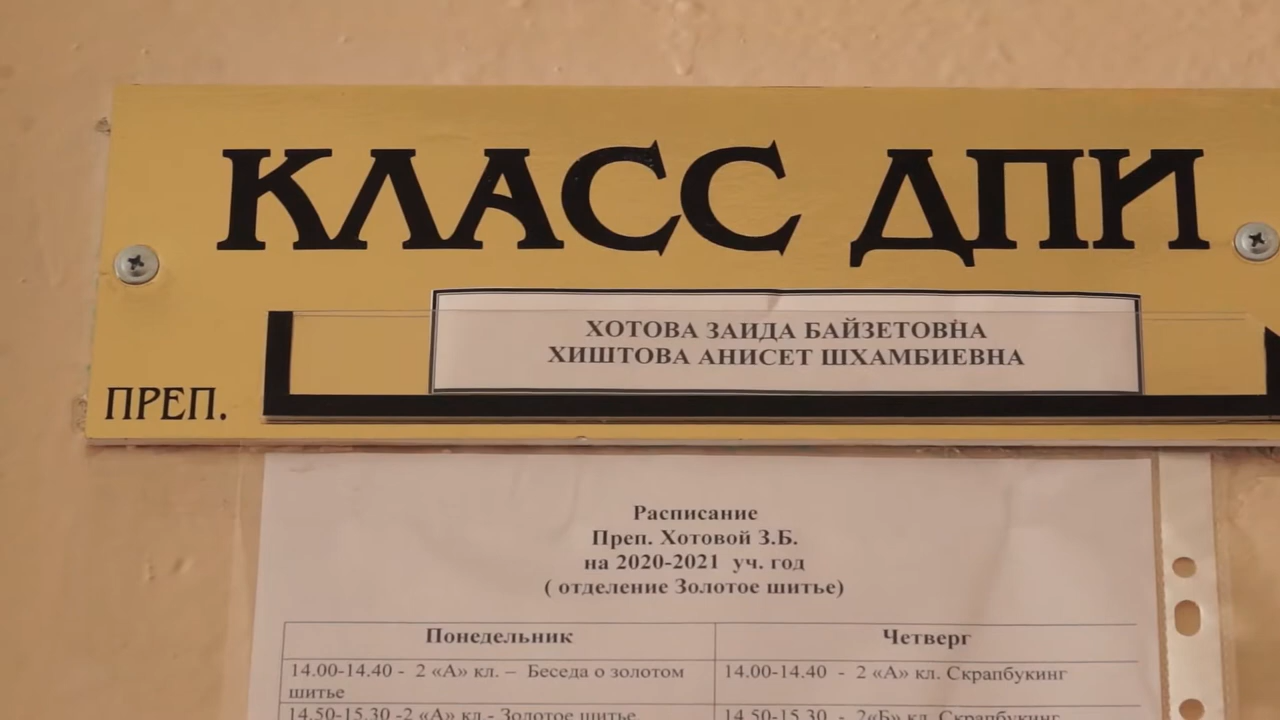 КЛАСС ДПИ
ХОТОВА ЗАИДА БАЙЗЕТОВНА
ХИШТОВА АНИСЕТ ШХАМБИЕВНА
ПРЕП.
Расписание
Преп. Хотовой З.Б.
на 2020-2021 уч. год
( отделение Золотое шитье)
Понедельник
Четверг
14.00-14.40 - 2 «А» кл. – Беседа о золотом
шитье
14.00-14.40 - 2 «А» кл. Скрапбукинг
14.50-15.30 -2 «А» кл.- Золотое шитье
14.50-15.30 - 2«Б» кл. Скрапбукинг